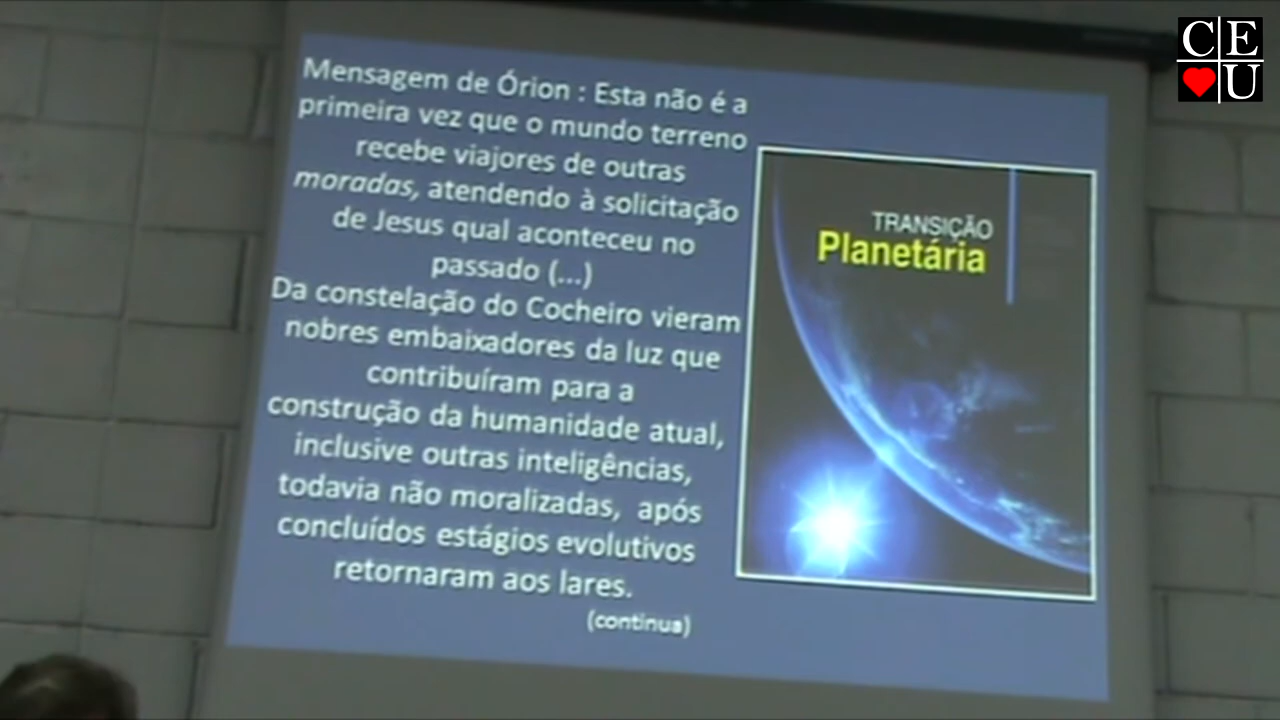 Mensagem de Órion : Esta não é a
primeira vez que o mundo terreno
recebe viajores de outras
moradas, atendendo à solicitação
de Jesus qual aconteceu no
passado (...)
Da constelação do Cocheiro vieram
nobres embaixadores da luz que
contribuíram para a
construção da humanidade atual,
inclusive outras inteligências,
todavia não moralizadas, após
concluídos estágios evolutivos
retornaram aos lares.
(continua)
TRANSIÇÃO
Planetária
CE
U